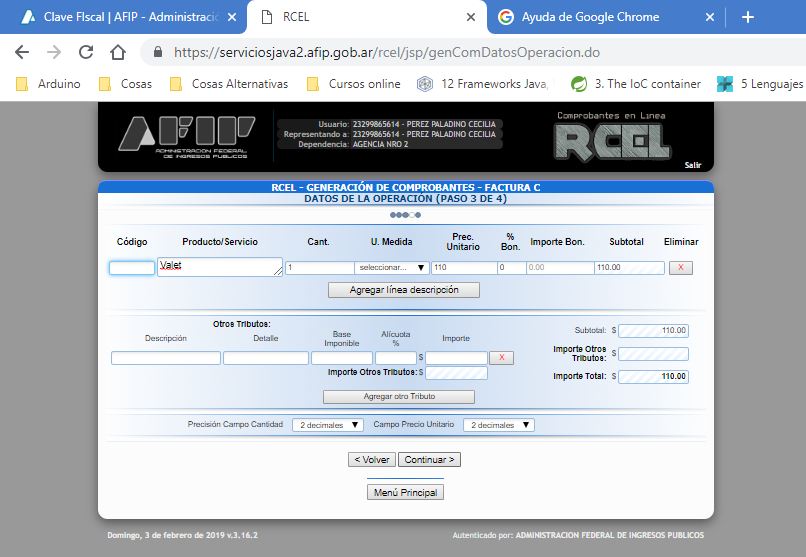 Clave FIscal | AFIP - Administració
RCEL
Ayuda de Google Chrome
https://serviciosjava2.afip.gob.ar/rcel/jsp/genComDatosOperacion.do
Arduino
Cosas
Cosas Alternativas
Cursos online
12 Frameworks Java,
3. The IoC container
5 Lenguajes
AFIP
ADMINISTRACION FEDERAL
DE INGRESOS PUBLICOS
Usuario: 23299865614 - PEREZ PALADINO CECILIA
Representando a: 23299865614 - PEREZ PALADINO CECILIA
Dependencia: AGENCIA NRO 2
Comprobantes en Línea
RCEL
Salir
RCEL - GENERACIÓN DE COMPROBANTES - FACTURA C
DATOS DE LA OPERACIÓN (PASO 3 DE 4)
Código Producto/Servicio Cant. U. Medida Prec. Unitario % Bon. Importe Bon. Subtotal Eliminar
Valet 1 seleccionar... 110 0 0.00 110.00 X
Agregar línea descripción
Otros Tributos:
Descripción Detalle Base Imponible Alícuota % Importe
$ X
Importe Otros Tributos: $
Agregar otro Tributo
Subtotal: $ 110.00
Importe Otros Tributos: $
Importe Total: $ 110.00
Precisión Campo Cantidad 2 decimales Campo Precio Unitario 2 decimales
< Volver Continuar >
Menú Principal
Domingo, 3 de febrero de 2019 v.3.16.2
Autenticado por: ADMINISTRACION FEDERAL DE INGRESOS PUBLICOS